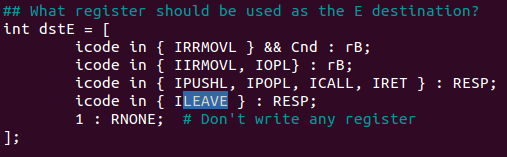 ## What register should be used as the E destination?
int dstE = [
        icode in { IRRMOVL } && Cnd : rB;
        icode in { IIRMOVL, IOPL} : rB;
        icode in { IPUSHL, IPOPL, ICALL, IRET } : RESP;
        icode in { ILEAVE } : RESP;
        1 : RNONE;  # Don't write any register
];